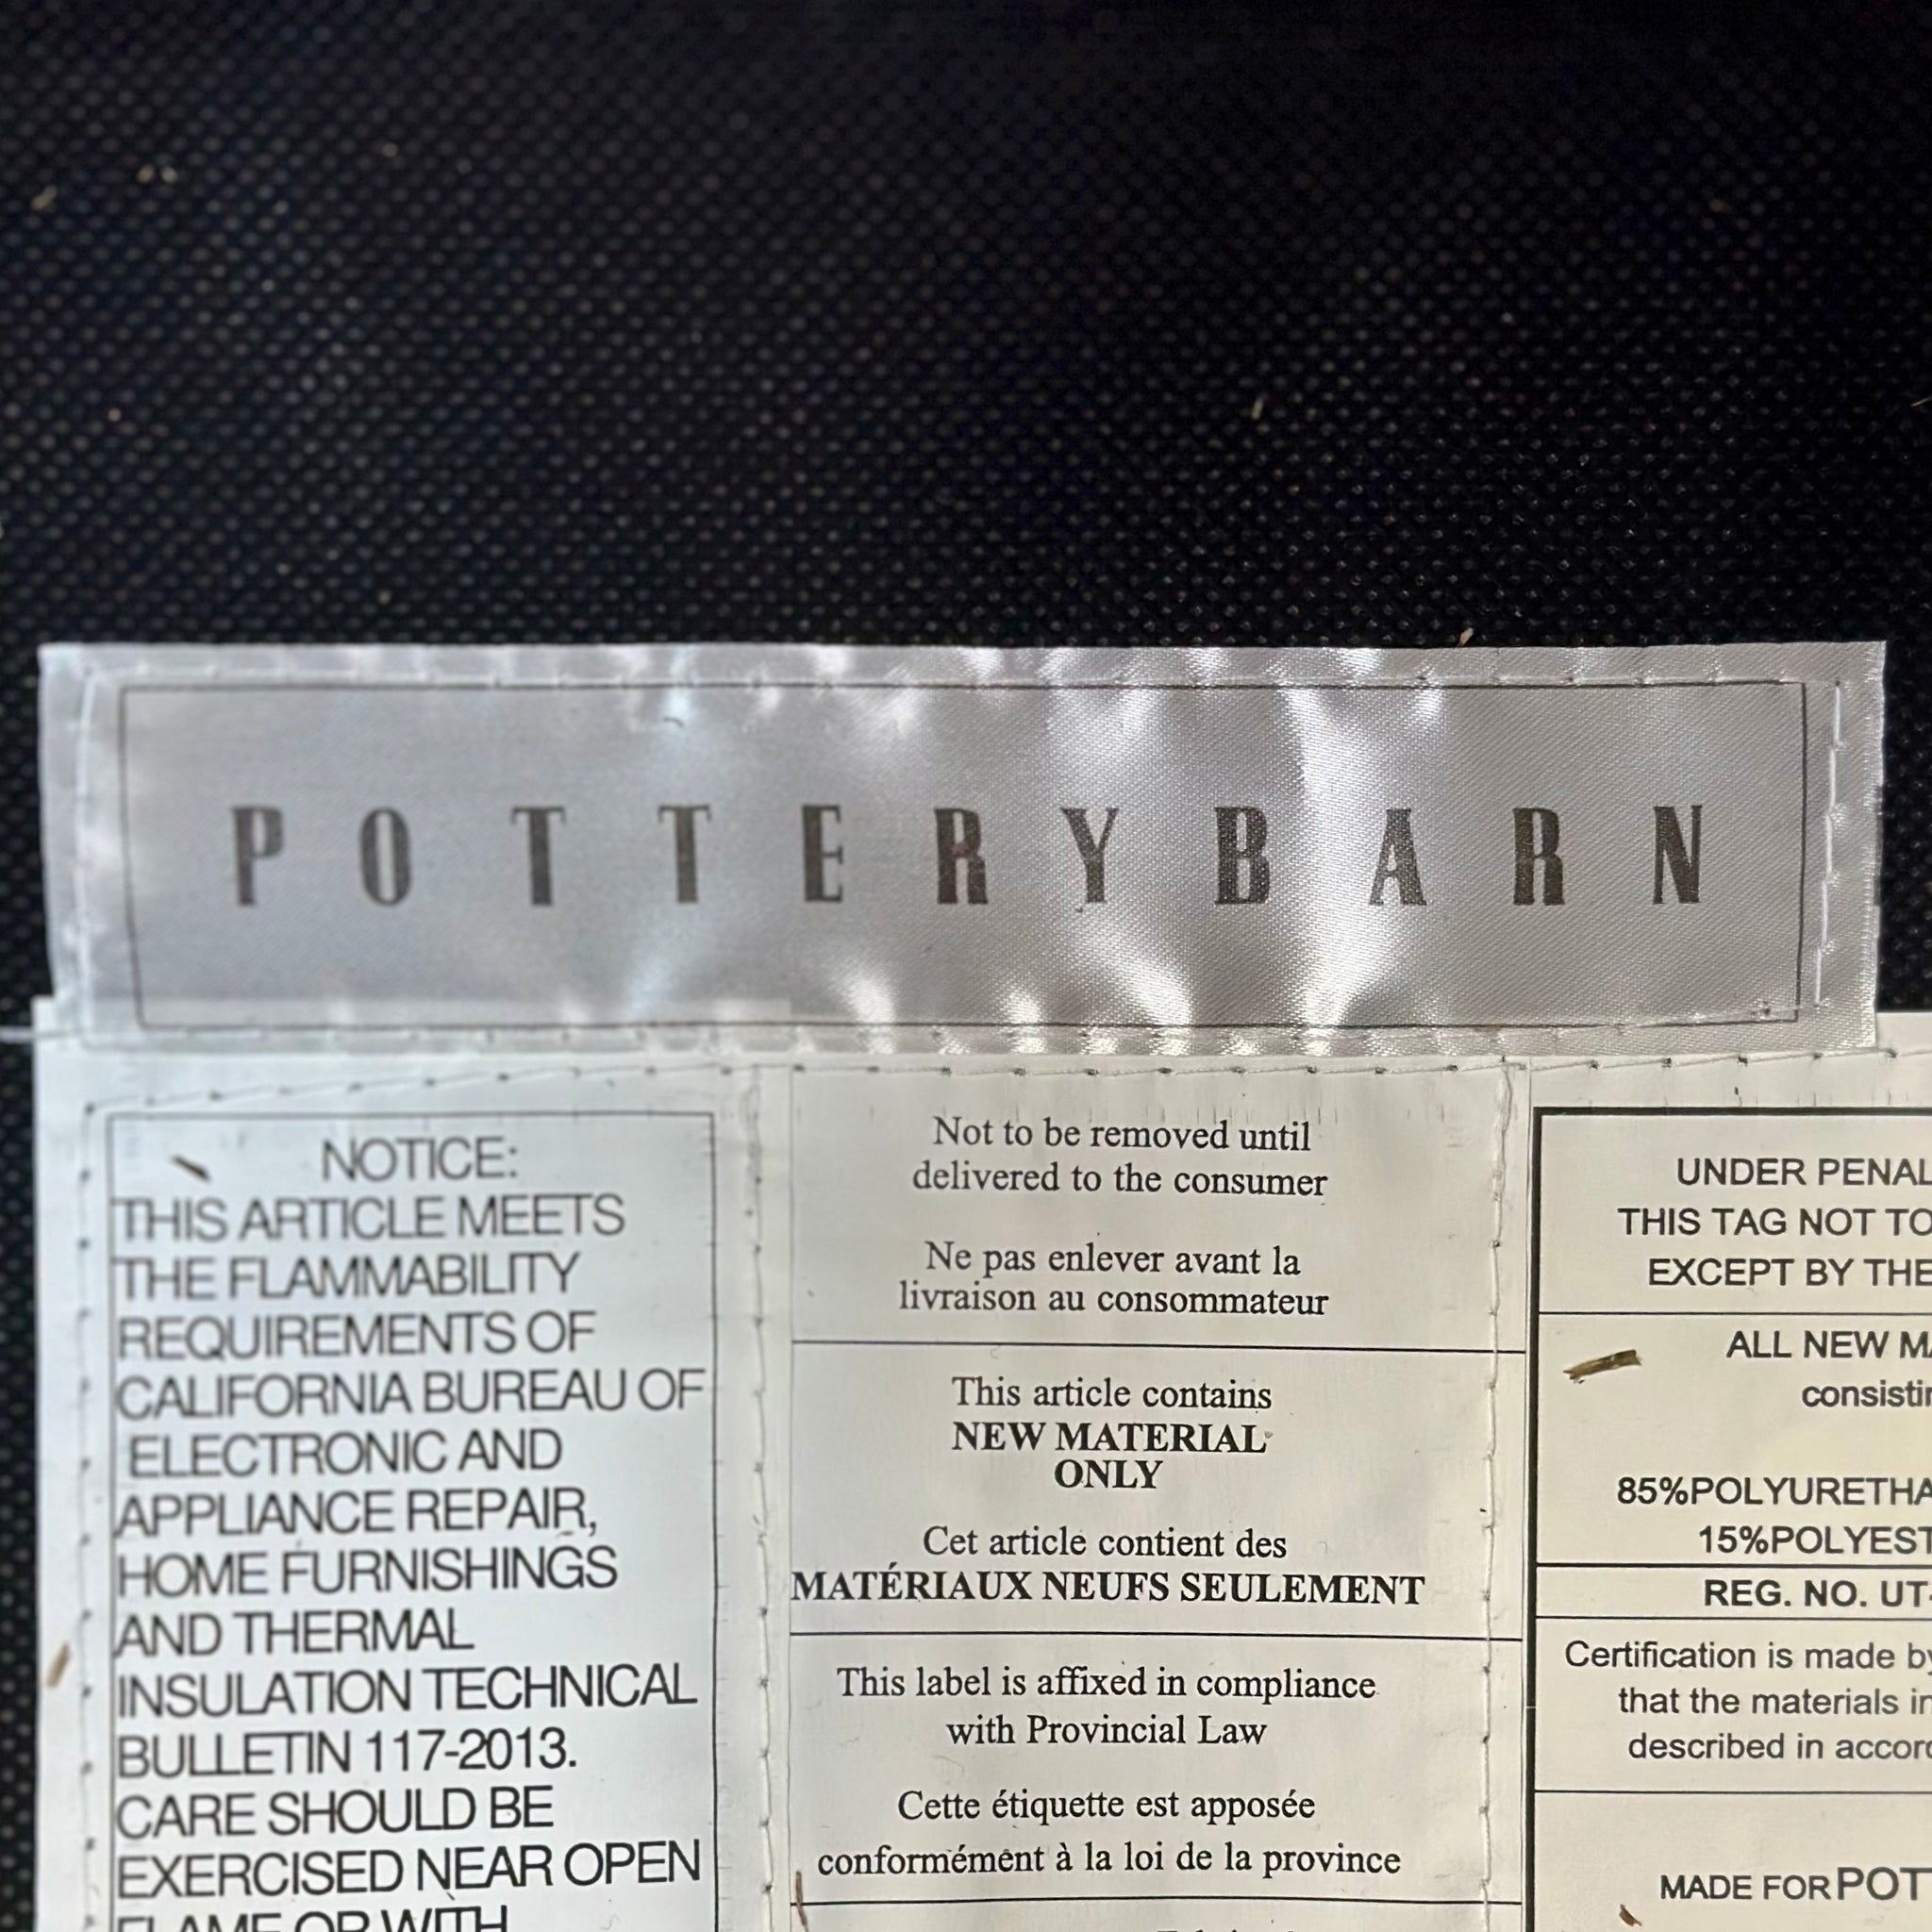 POTTERYBARN
NOTICE:
THIS ARTICLE MEETS
THE FLAMMABILITY
REQUIREMENTS OF
CALIFORNIA BUREAU OF
ELECTRONIC AND
APPLIANCE REPAIR,
HOME FURNISHINGS
AND THERMAL
INSULATION TECHNICAL
BULLETIN 117-2013.
CARE SHOULD BE
EXERCISED NEAR OPEN
FLAME OR WITH
Not to be removed until
delivered to the consumer
Ne pas enlever avant la
livraison au consommateur
This article contains
NEW MATERIAL
ONLY
Cet article contient des
MATÉRIAUX NEUFS SEULEMENT
This label is affixed in compliance
with Provincial Law
Cette étiquette est apposée
conformément à la loi de la province
UNDER PENAL
THIS TAG NOT TO
EXCEPT BY THE
ALL NEW MA
consistin
85%POLYURETHA
15%POLYEST
REG. NO. UT-
Certification is made by
that the materials in
described in accord
MADE FOR POT